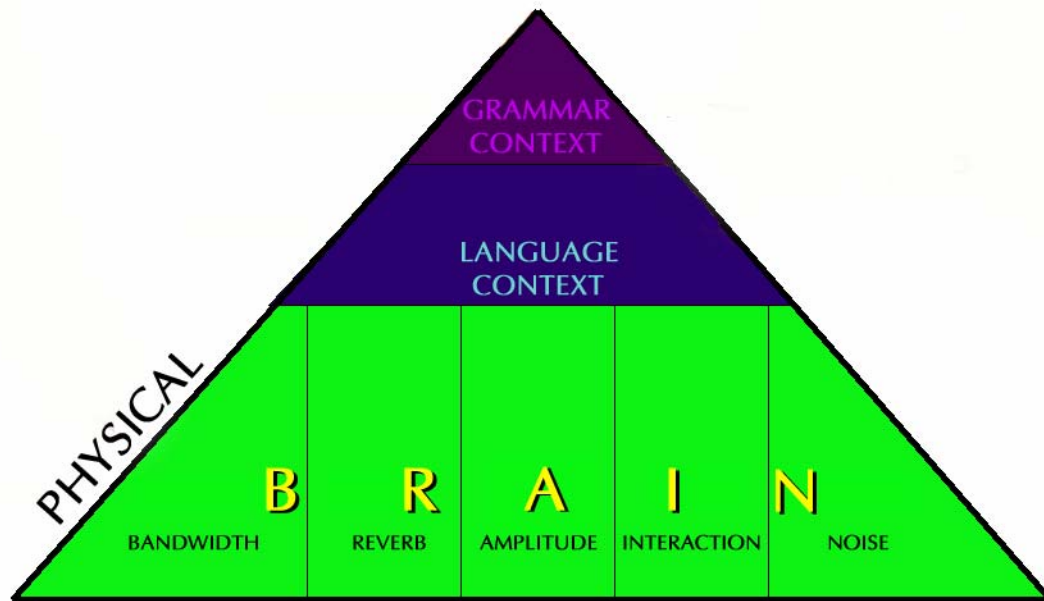 GRAMMAR
CONTEXT
LANGUAGE
CONTEXT
PHYSICAL
B R A I N
BANDWIDTH REVERB AMPLITUDE INTERACTION NOISE